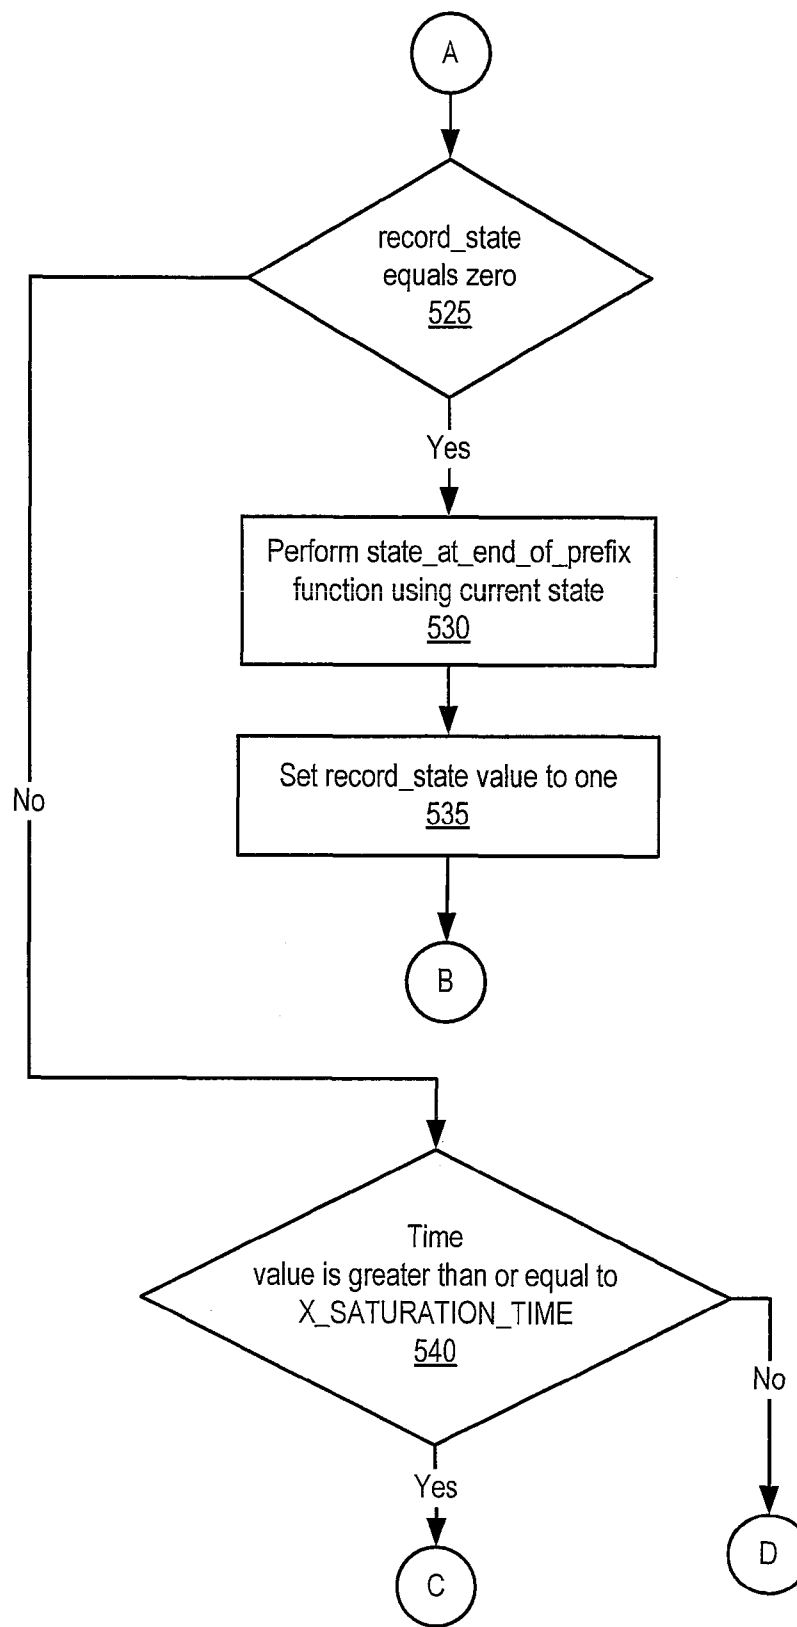 A
record_state
equals zero
525
Yes
Perform state_at_end_of_prefix
function using current state
530
Set record_state value to one
535
No
B
Time
value is greater than or equal to
X_SATURATION_TIME
540
No
Yes
D
C